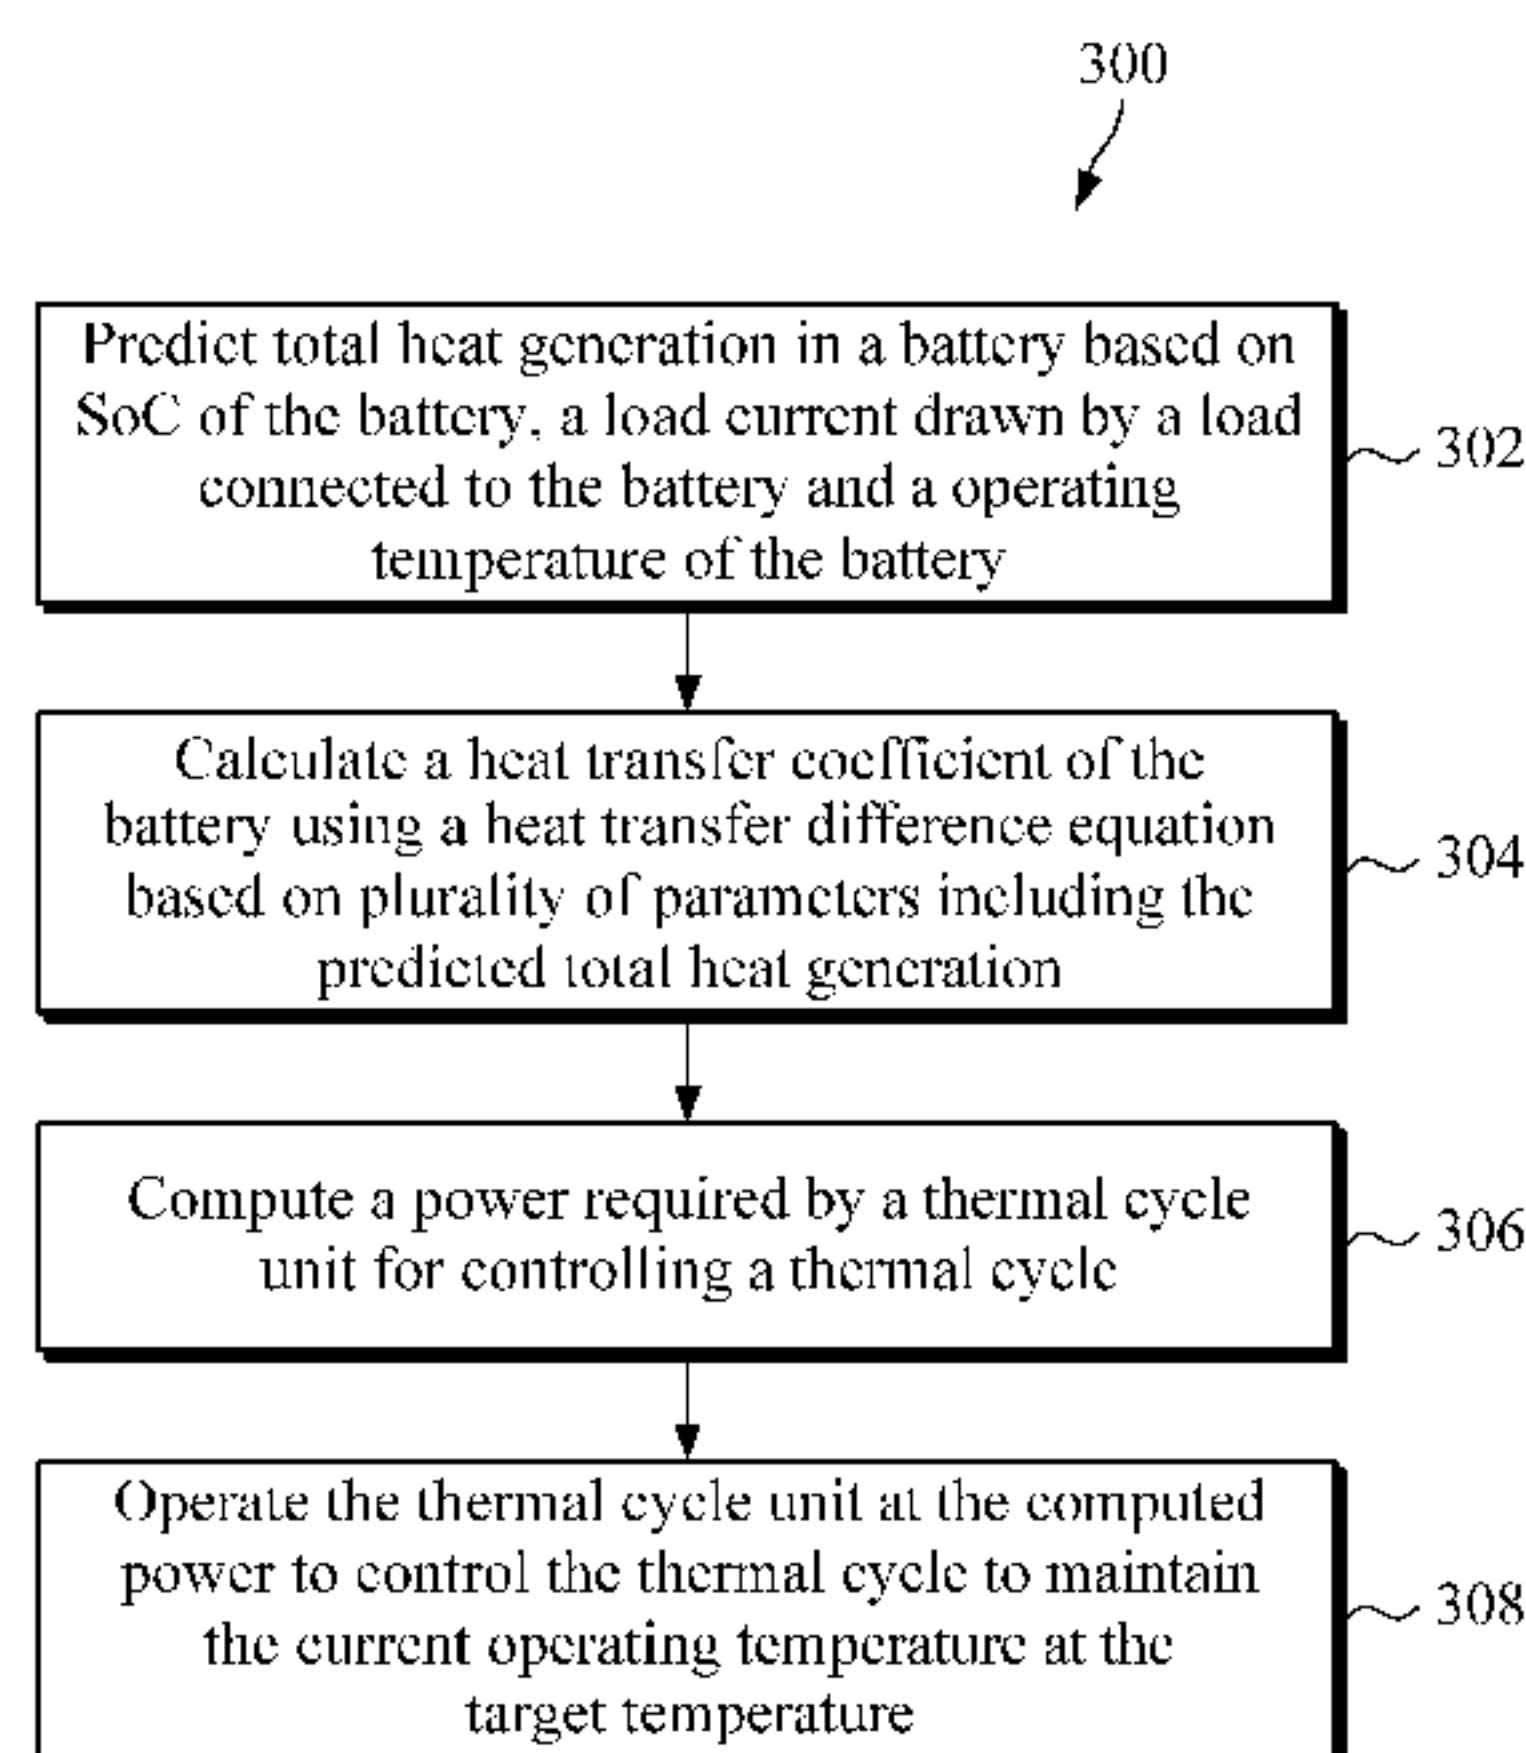 300
Predict total heat generation in a battery based on
SoC of the battery, a load current drawn by a load
connected to the battery and a operating
temperature of the battery
302
Calculate a heat transfer coefficient of the
battery using a heat transfer difference equation
based on plurality of parameters including the
predicted total heat generation
304
Compute a power required by a thermal cycle
unit for controlling a thermal cycle
306
Operate the thermal cycle unit at the computed
power to control the thermal cycle to maintain
the current operating temperature at the
target temperature
308